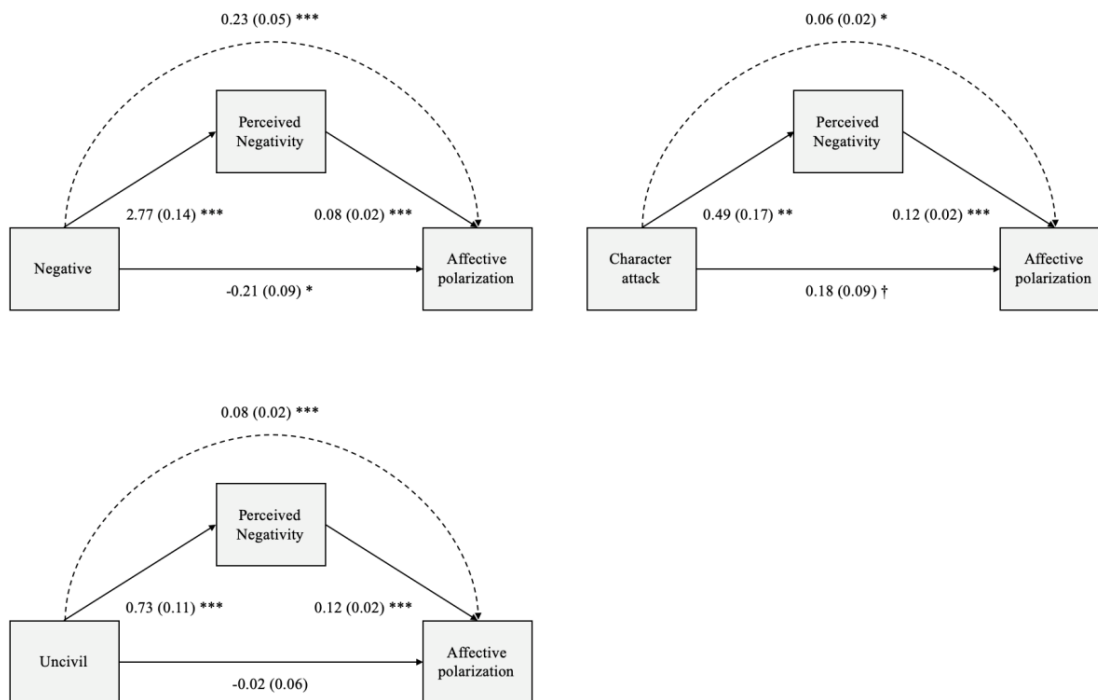 0.23 (0.05) ***
Perceived
Negativity
2.77 (0.14) ***
0.08 (0.02) ***
Negative
Affective
polarization
-0.21 (0.09) *
0.06 (0.02) *
Perceived
Negativity
0.49 (0.17) **
0.12 (0.02) ***
Character
attack
Affective
polarization
0.18 (0.09) †
0.08 (0.02) ***
Perceived
Negativity
0.73 (0.11) ***
0.12 (0.02) ***
Uncivil
Affective
polarization
-0.02 (0.06)